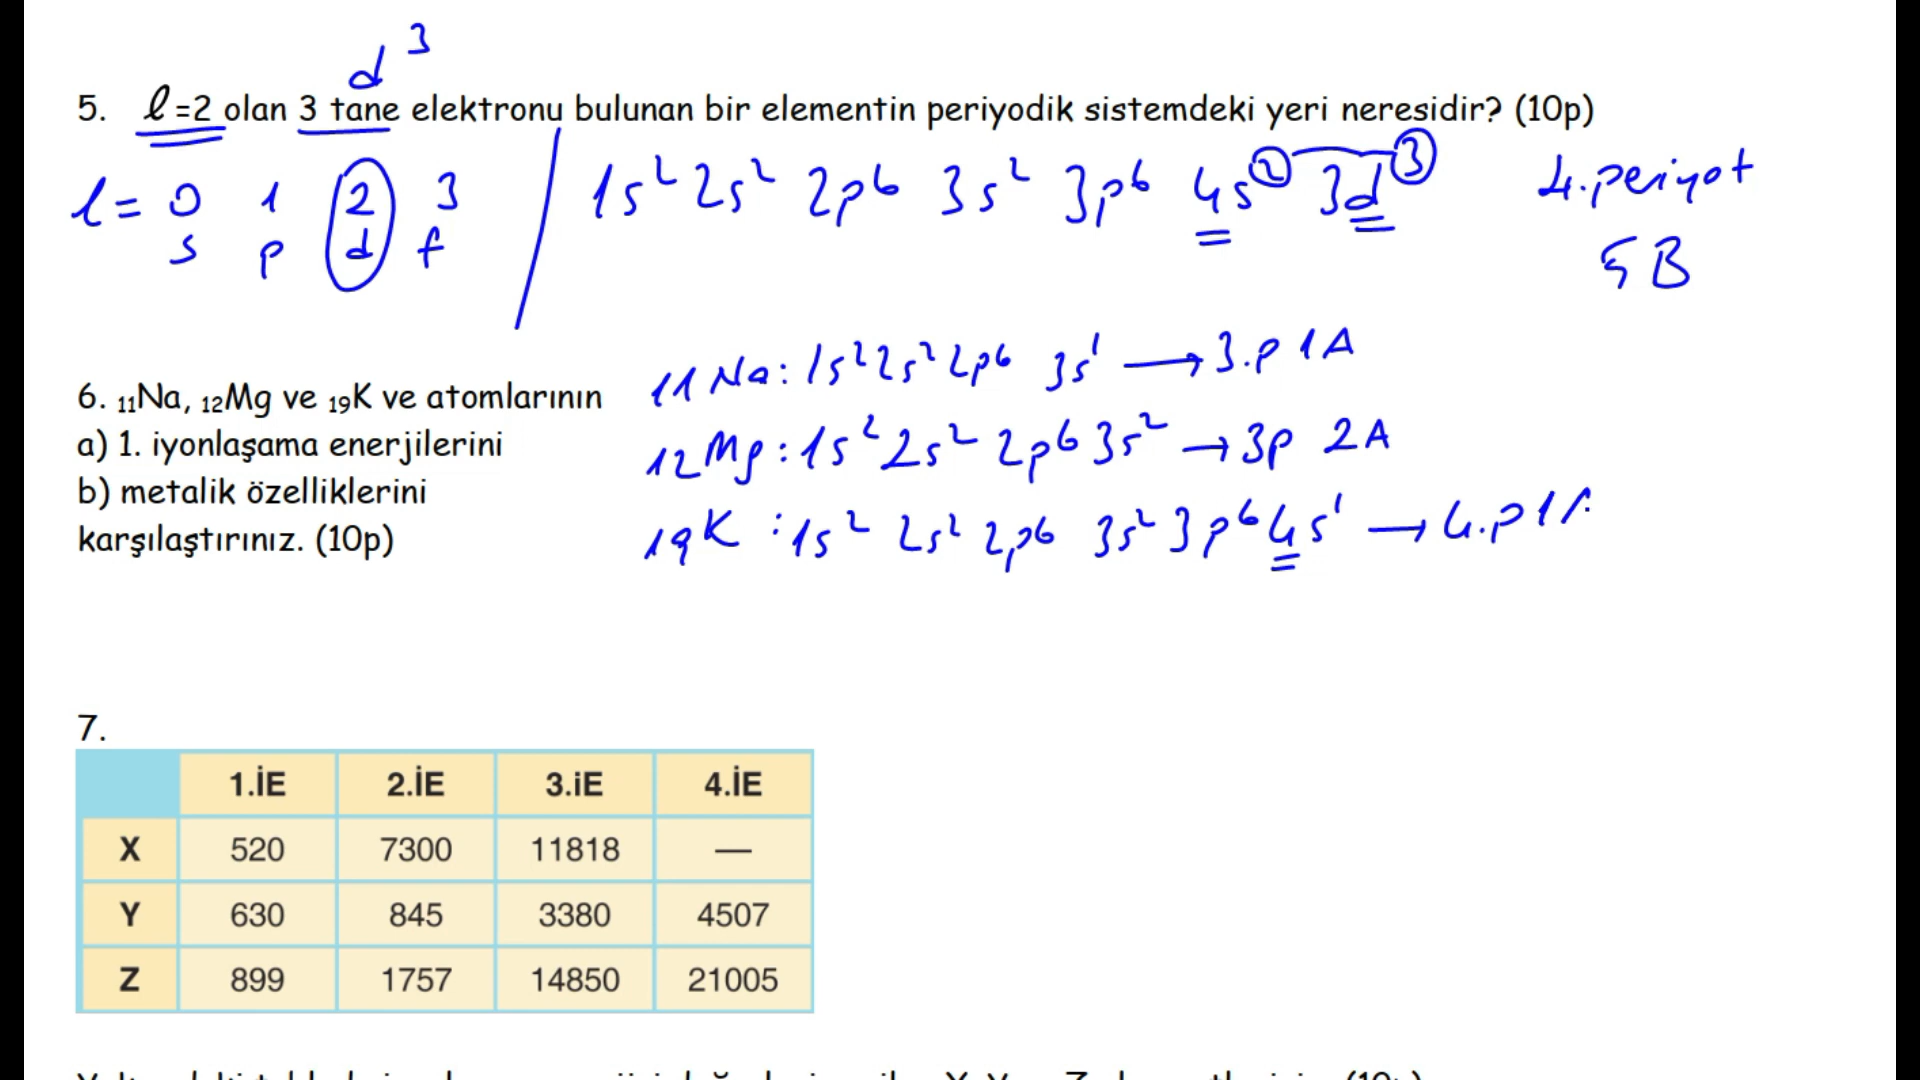 d³
5. ℓ=2 olan 3 tane elektronu bulunan bir elementin periyodik sistemdeki yeri neresidir? (10p)
l = 0 1 2 3
s p d f
1s² 2s² 2p⁶ 3s² 3p⁶ 4s² 3d³
4.periyot
5B
11Na: 1s² 2s² 2p⁶ 3s¹ → 3.p 1A
6. ₁₁Na, ₁₂Mg ve ₁₉K ve atomlarının
a) 1. iyonlaşama enerjilerini
12Mg: 1s² 2s² 2p⁶ 3s² → 3p 2A
b) metalik özelliklerini
karşılaştırınız. (10p)
19K: 1s² 2s² 2p⁶ 3s² 3p⁶ 4s¹ → 4.p 1A
7.
1.İE 2.İE 3.iE 4.İE
X 520 7300 11818 —
Y 630 845 3380 4507
Z 899 1757 14850 21005